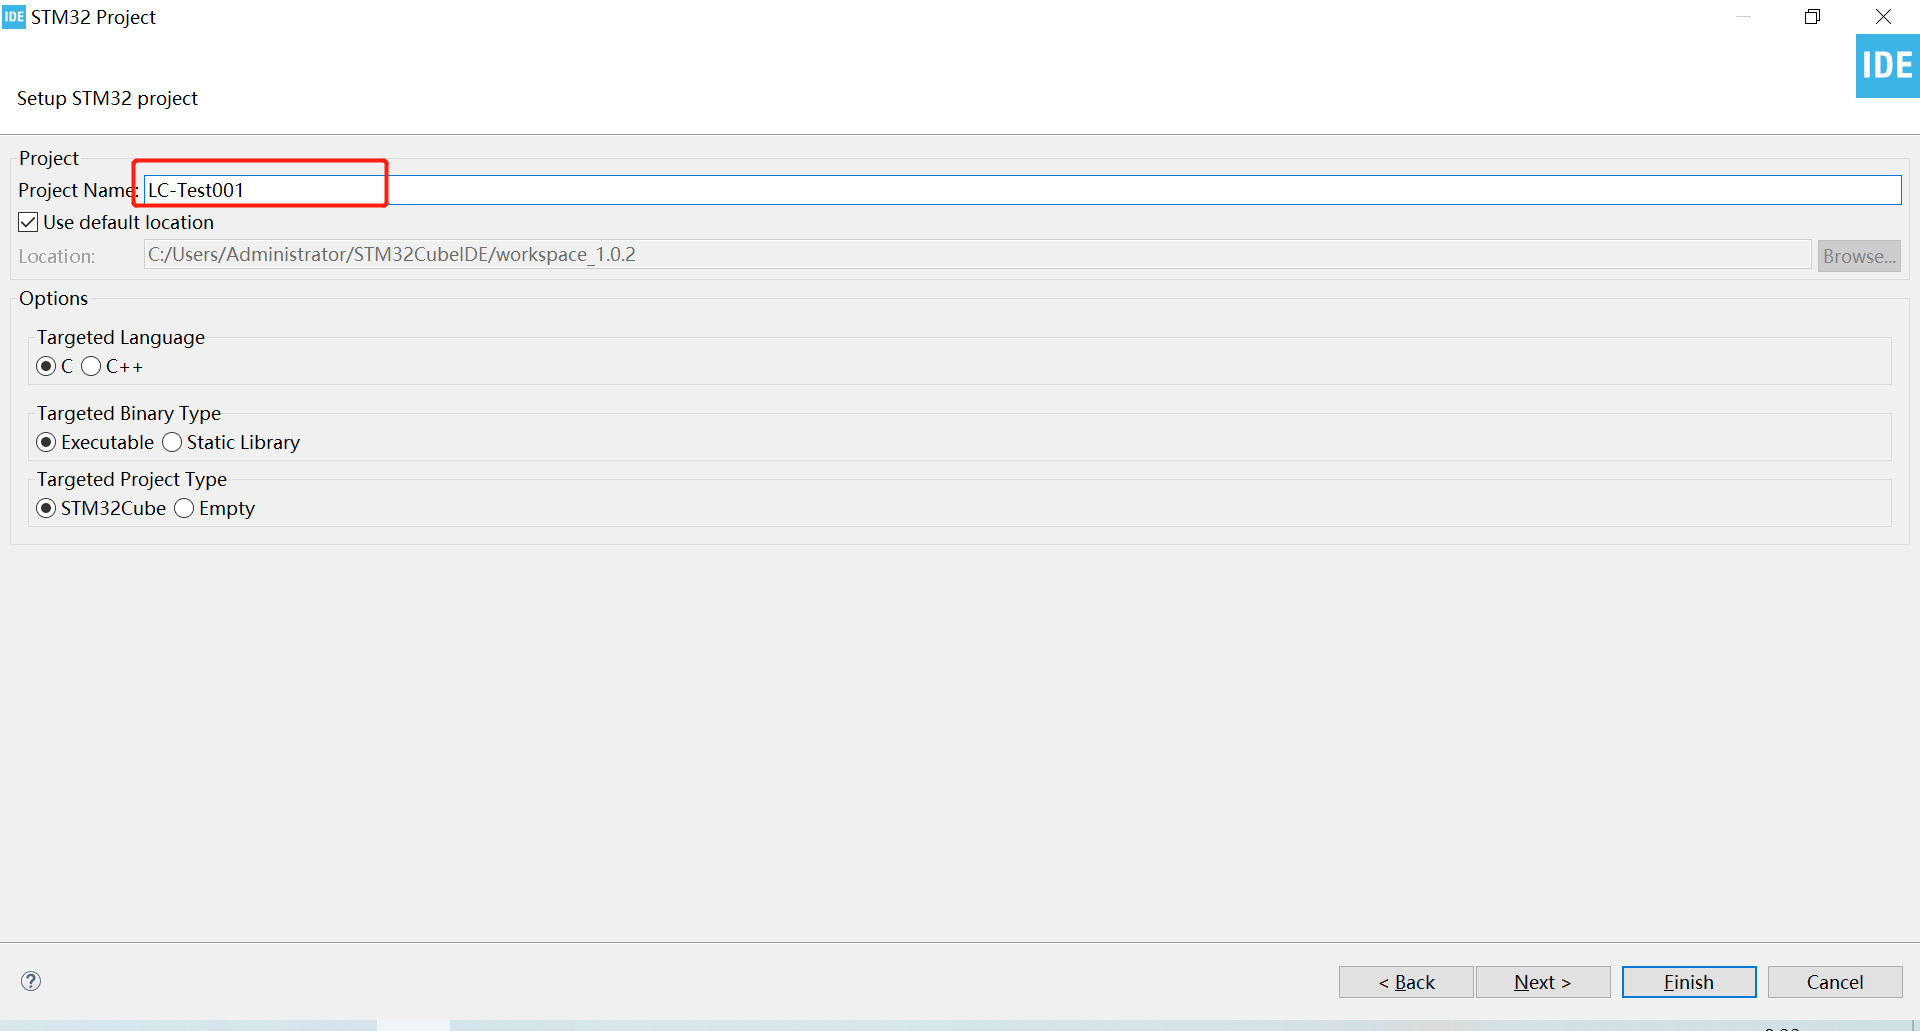 IDE STM32 Project
IDE
Setup STM32 project
Project
Project Name: LC-Test001
Use default location
Location: C:/Users/Administrator/STM32CubeIDE/workspace_1.0.2 Browse...
Options
Targeted Language
C C++
Targeted Binary Type
Executable Static Library
Targeted Project Type
STM32Cube Empty
? < Back Next > Finish Cancel